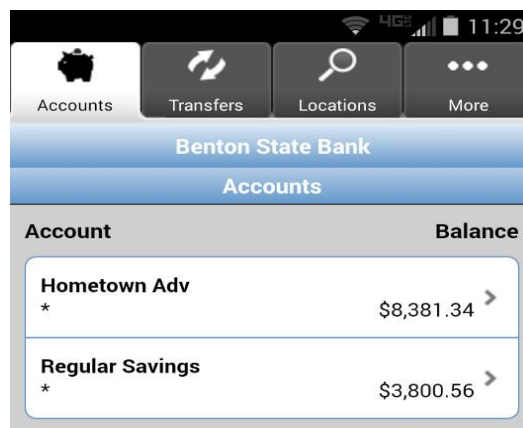 4G 11:29
Accounts Transfers Locations More
Benton State Bank
Accounts
Account Balance
Hometown Adv
* $8,381.34
Regular Savings
* $3,800.56